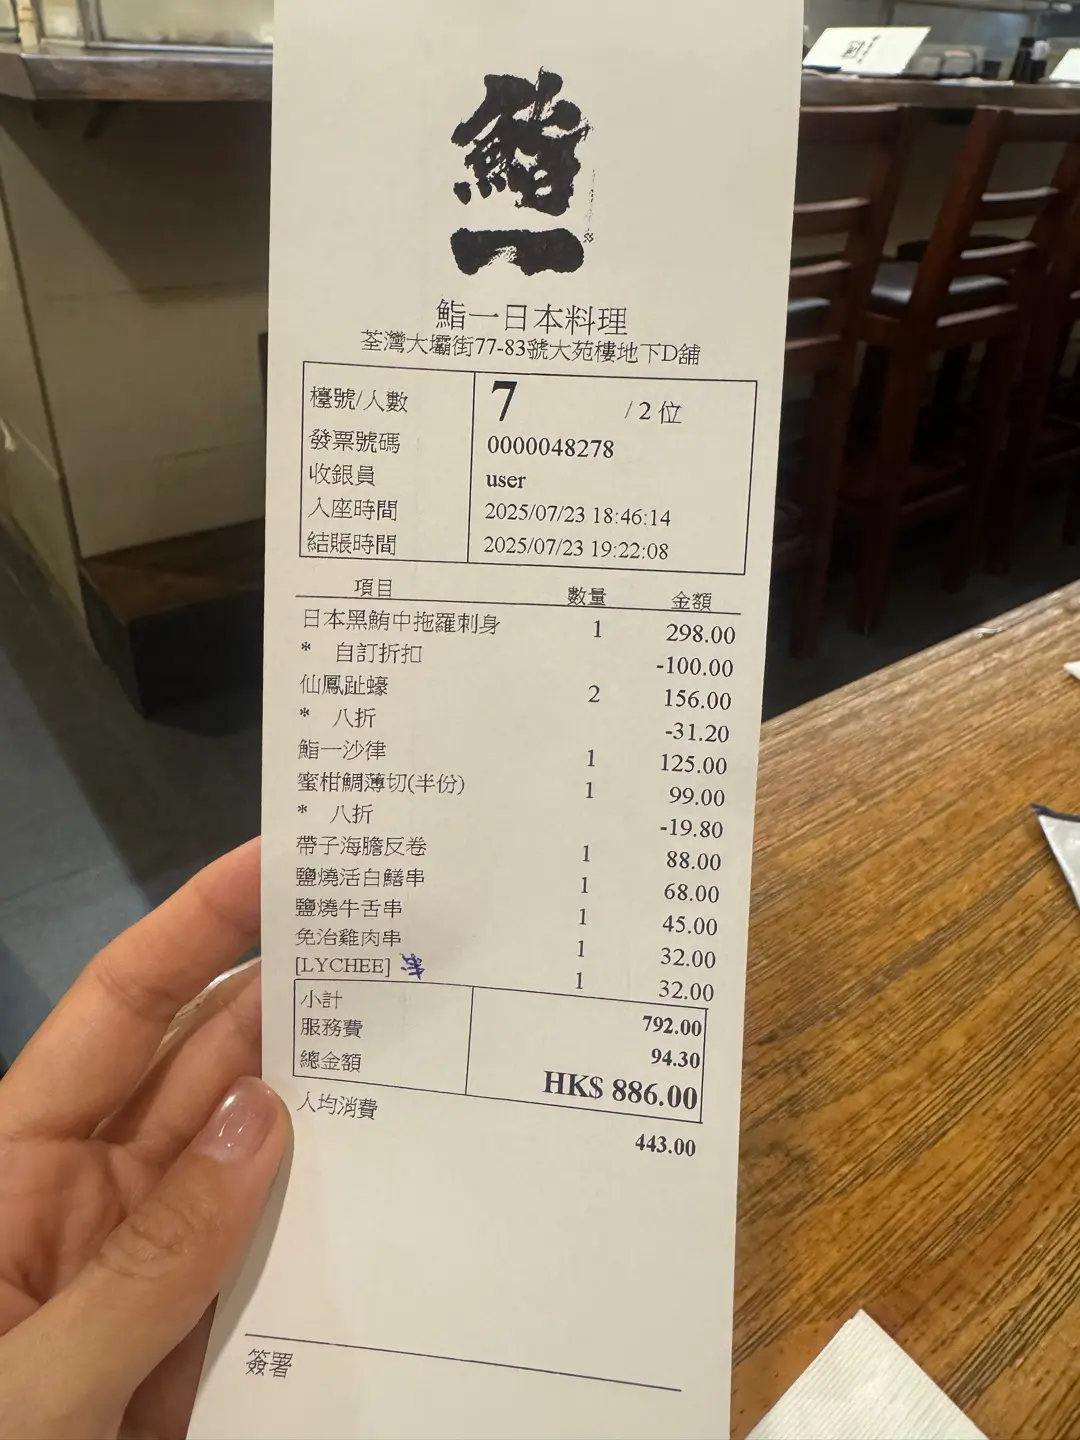 鮨一
鮨一日本料理
荃灣大壩街77-83號大苑樓地下D舖
檯號/人數 7 / 2 位
發票號碼 0000048278
收銀員 user
入座時間 2025/07/23 18:46:14
結賬時間 2025/07/23 19:22:08
項目 數量 金額
日本黑鮪中拖羅刺身 1 298.00
* 自訂折扣 -100.00
仙鳳趾蠔 2 156.00
* 八折 -31.20
鮨一沙律 1 125.00
蜜柑鯛薄切(半份) 1 99.00
* 八折 -19.80
帶子海膽反卷 1 88.00
鹽燒活白鱔串 1 68.00
鹽燒牛舌串 1 45.00
免治雞肉串 1 32.00
[LYCHEE] 1 32.00
小計 792.00
服務費 94.30
總金額 HK$ 886.00
人均消費 443.00
簽署